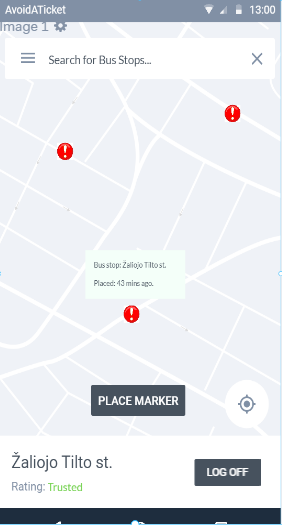 AvoidATicket
13:00
Image 1
Search for Bus Stops...
Bus stop: Žaliojo Tilto st.
Placed: 43 mins ago.
PLACE MARKER
Žaliojo Tilto st.
Rating: Trusted
LOG OFF